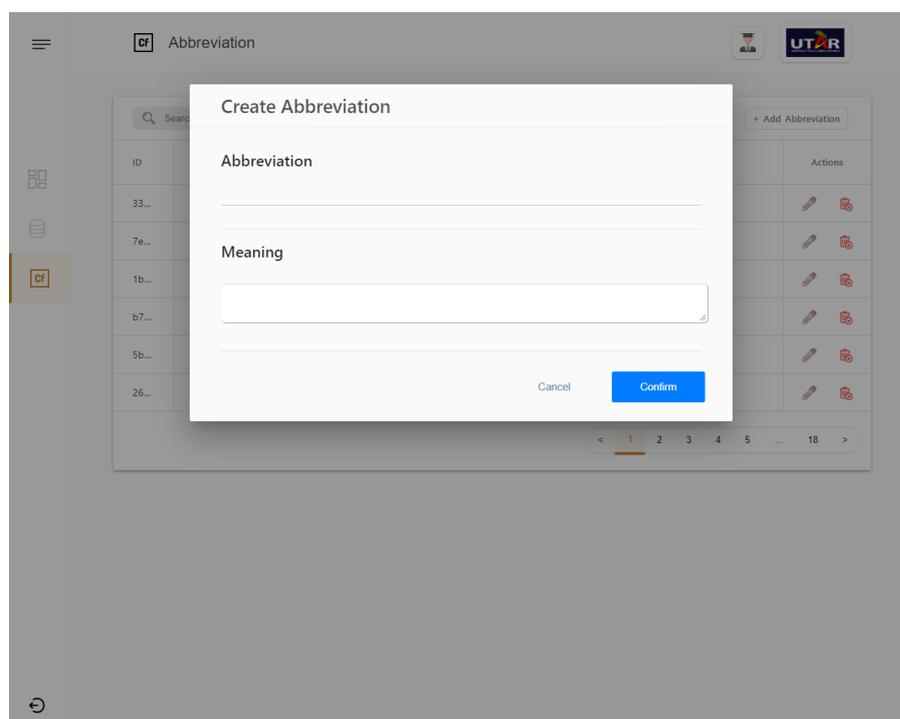 Cf Abbreviation
UTAR
Create Abbreviation
+ Add Abbreviation
ID
Actions
Abbreviation
33...
7e...
Meaning
Cf
1b...
b7...
5b...
26...
Cancel
Confirm
< 1 2 3 4 5 ... 18 >